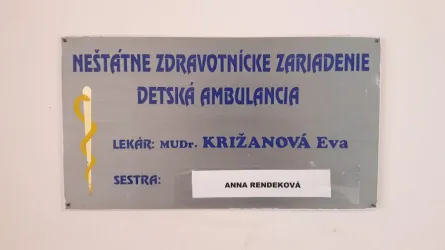 NEŠTÁTNE ZDRAVOTNÍCKE ZARIADENIE
DETSKÁ AMBULANCIA
LEKÁR: MUDr. KRIŽANOVÁ Eva
SESTRA: ANNA RENDEKOVÁ